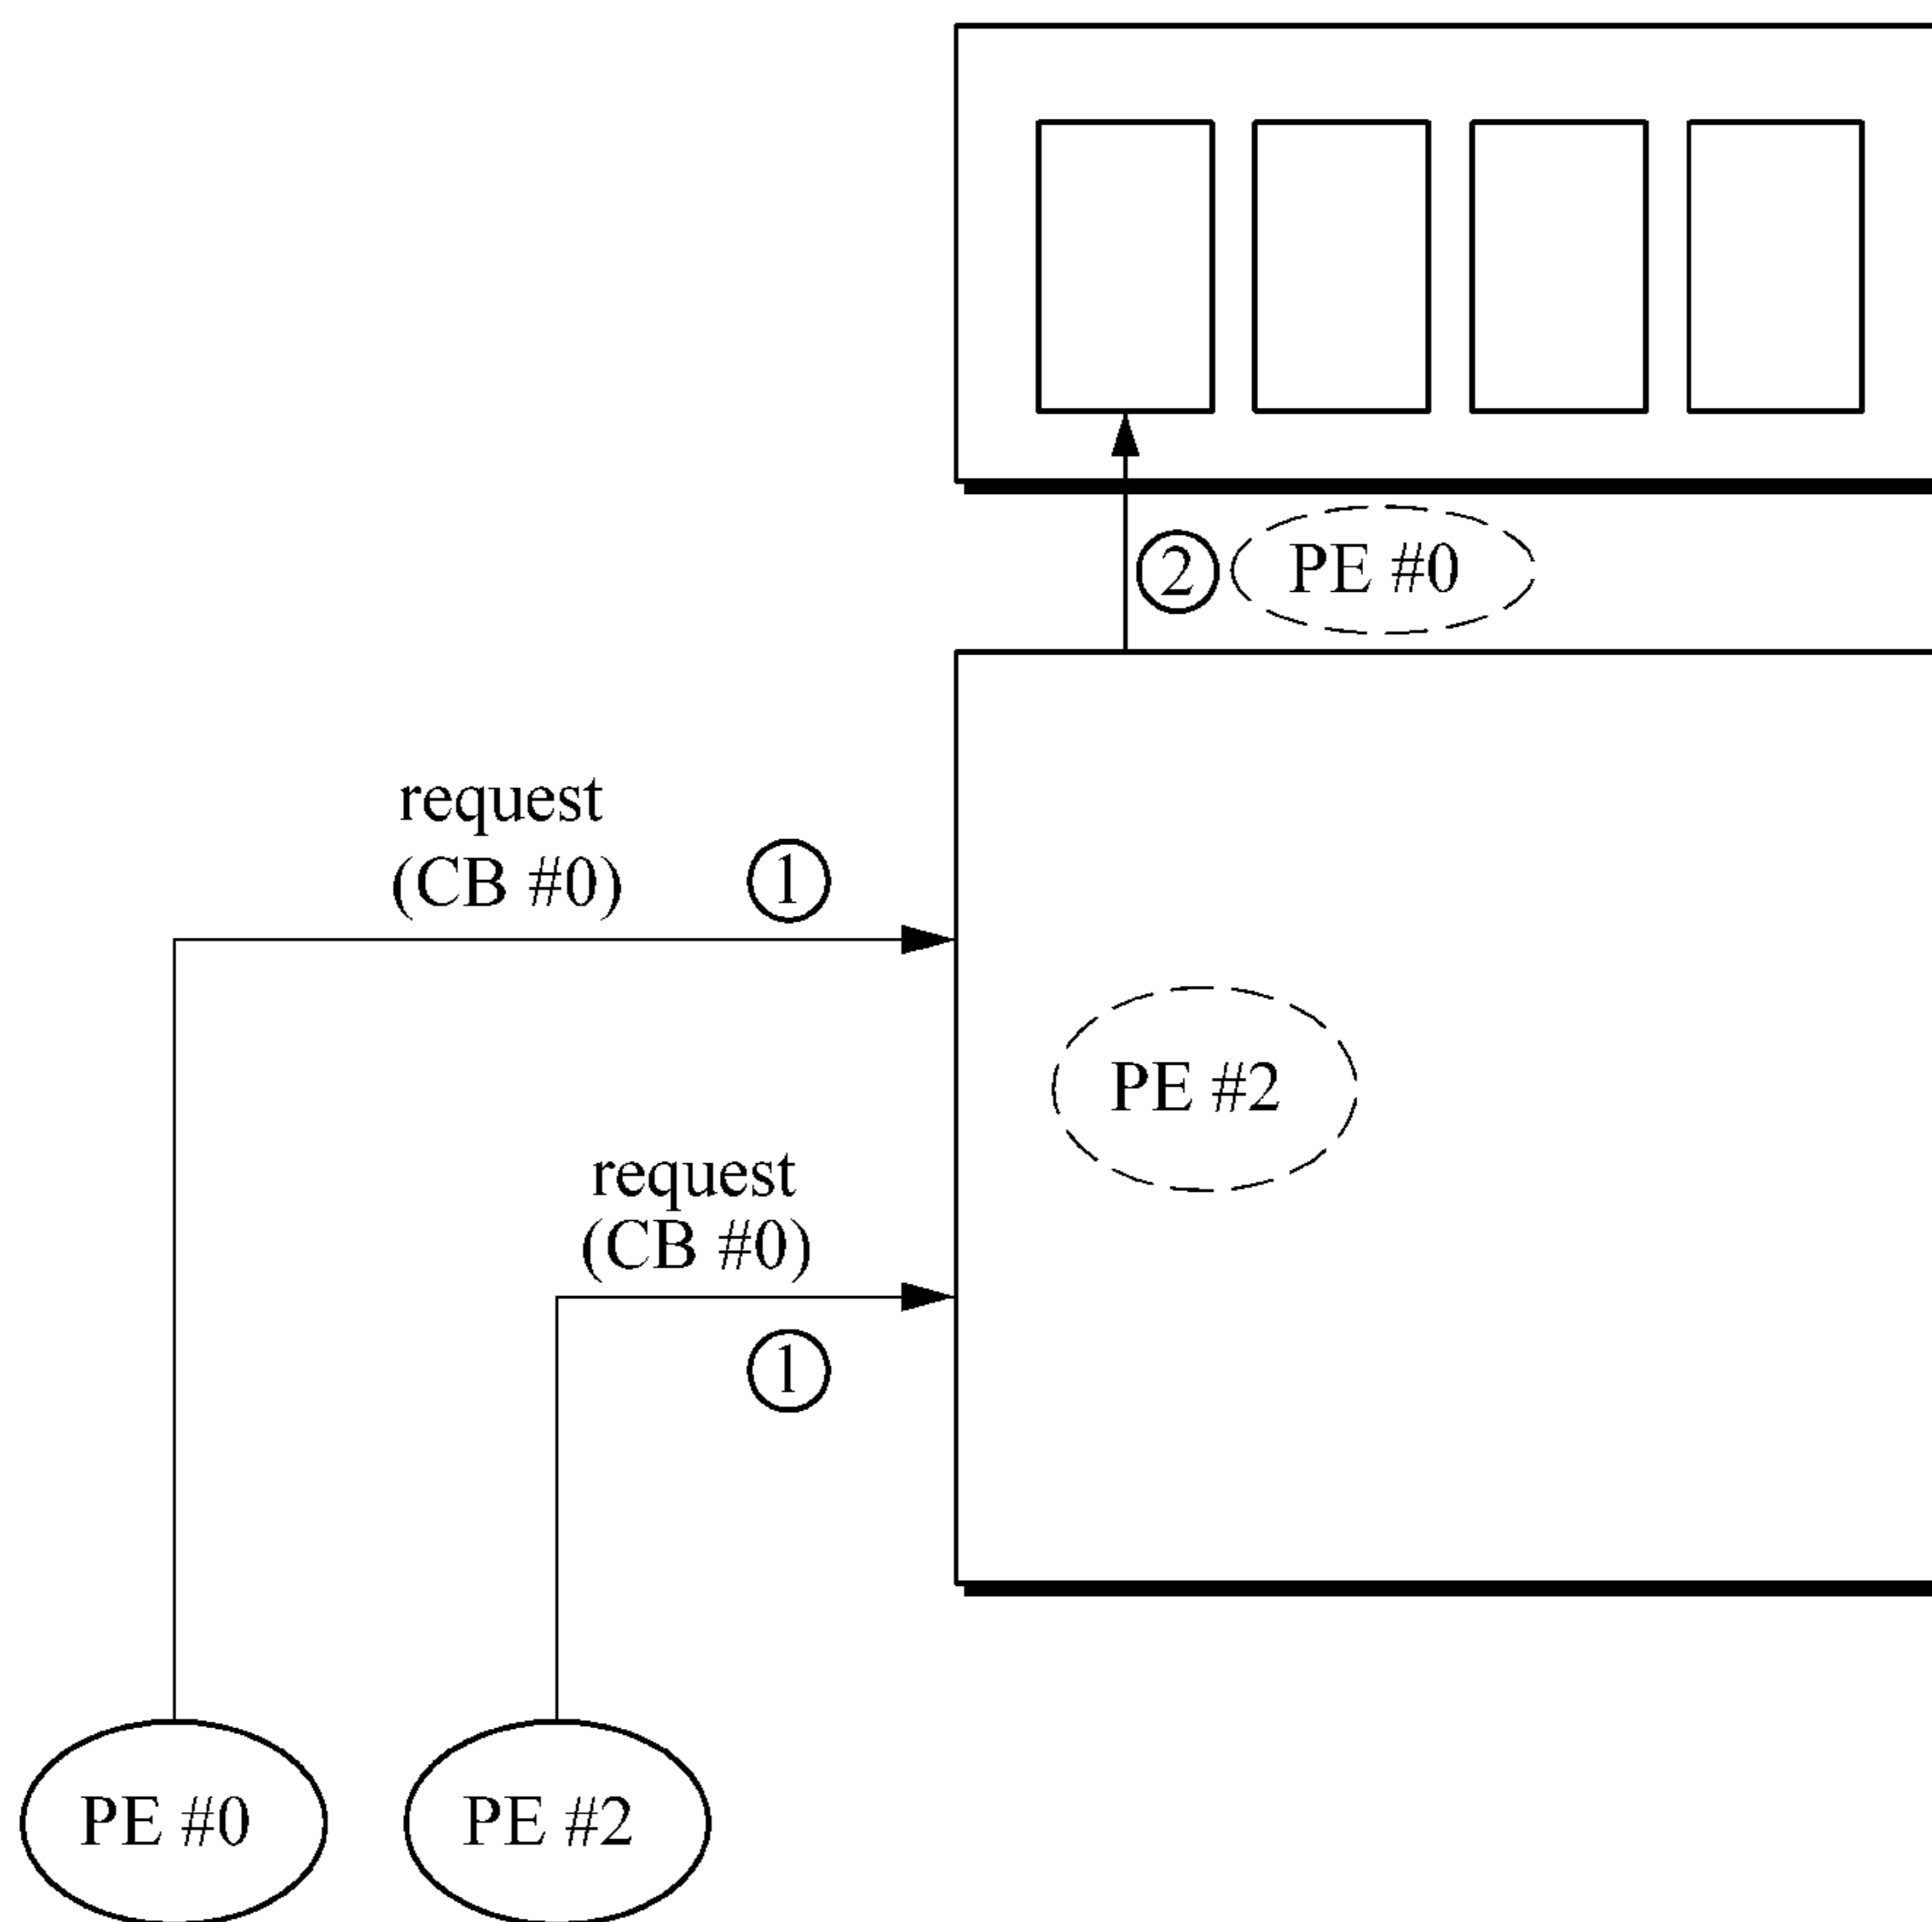 ② PE #0
request
(CB #0) ①
PE #2
request
(CB #0)
①
PE #0 PE #2